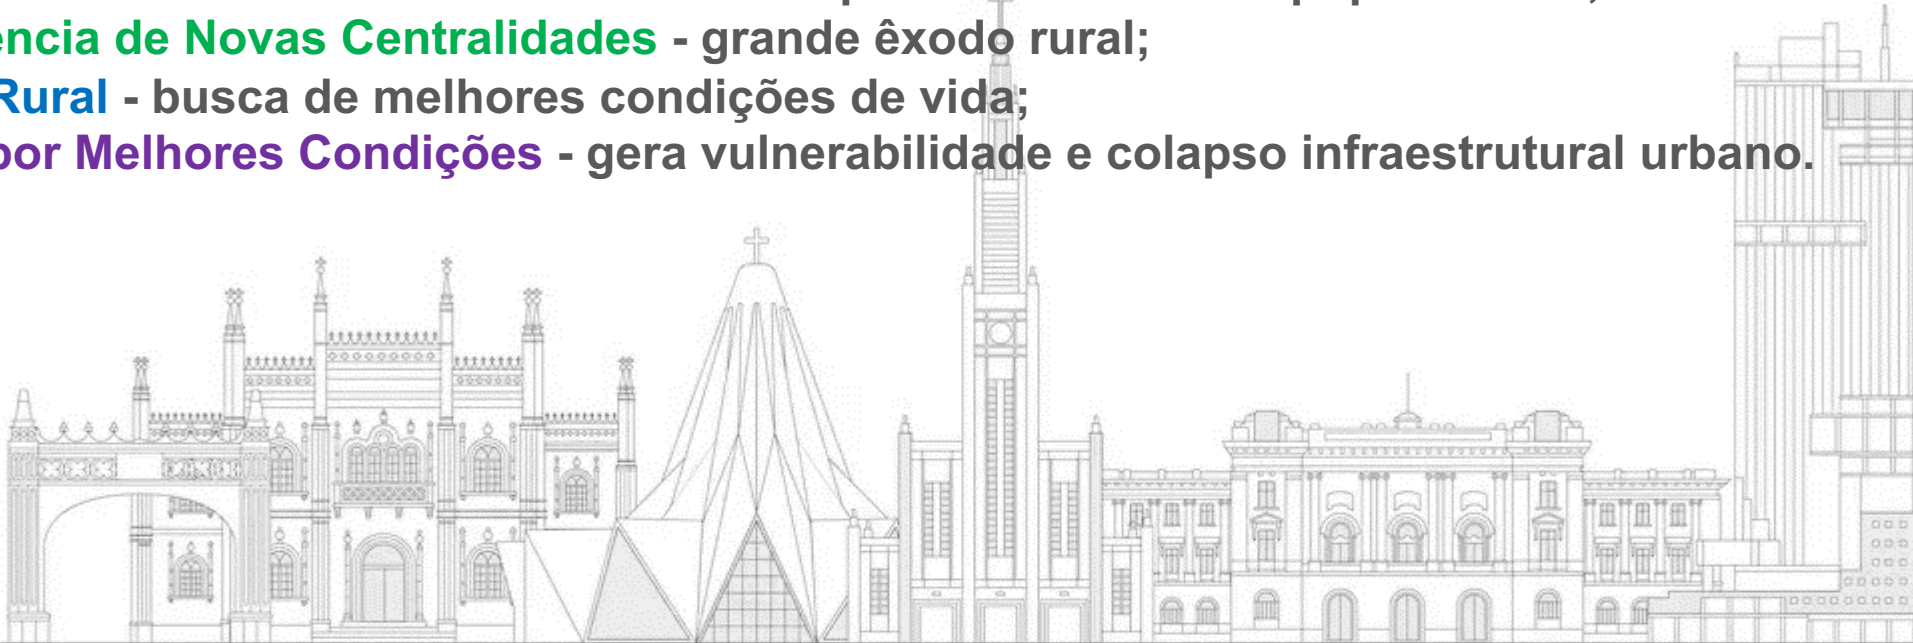 ência de Novas Centralidades - grande êxodo rural;
Rural - busca de melhores condições de vida;
por Melhores Condições - gera vulnerabilidade e colapso infraestrutural urbano.